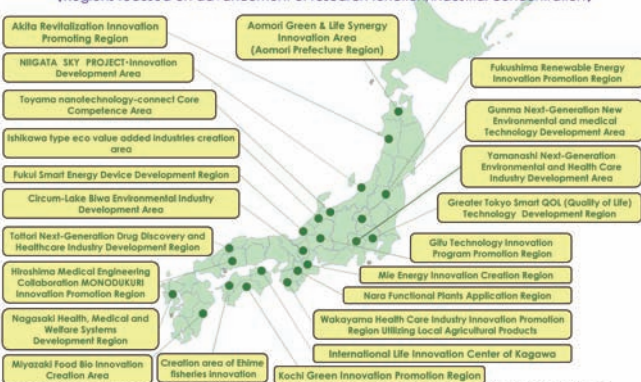 (Regions focused on advancement of research function/industrial concentration)
Akita Revitalization Innovation
Promoting Region
Aomori Green & Life Synergy
Innovation Area
(Aomori Prefecture Region)
NIIGATA SKY PROJECT-Innovation
Development Area
Fukushima Renewable Energy
Innovation Promotion Region
Toyama nanotechnology-connect Core
Competence Area
Gunma Next-Generation New
Environmental and medical
Technology Development Area
Ishikawa type eco value added industries creation
area
Yamanashi Next-Generation
Environmental and Health Care
Industry Development Area
Fukui Smart Energy Device Development Region
Circum-Lake Biwa Environmental Industry
Development Area
Greater Tokyo Smart QOL (Quality of Life)
Technology Development Region
Tottori Next-Generation Drug Discovery and
Healthcare Industry Development Region
Gifu Technology Innovation
Program Promotion Region
Hiroshima Medical Engineering
Collaboration MONODUKURI
Innovation Promotion Region
Mie Energy Innovation Creation Region
Nara Functional Plants Application Region
Nagasaki Health, Medical and
Welfare Systems
Development Region
Wakayama Health Care Industry Innovation Promotion
Region Utilizing Local Agricultural Products
International Life Innovation Center of Kagawa
Miyazaki Food Bio Innovation
Creation Area
Creation area of Ehime
fisheries innovation
Kochi Green Innovation Promotion Region